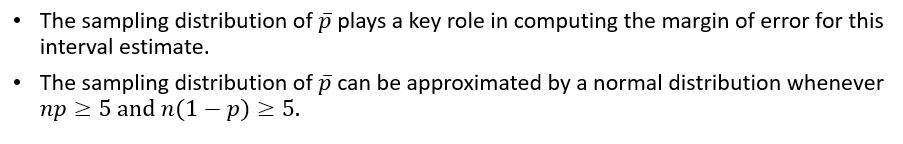 • The sampling distribution of p̄ plays a key role in computing the margin of error for this
interval estimate.
• The sampling distribution of p̄ can be approximated by a normal distribution whenever
np ≥ 5 and n(1 − p) ≥ 5.